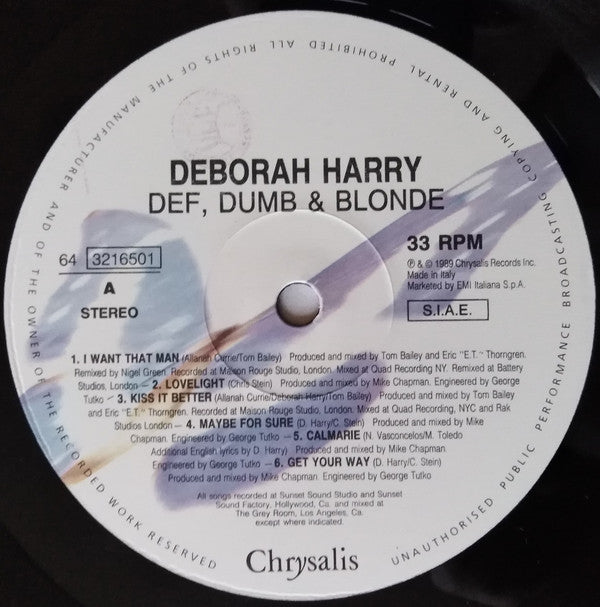 DEBORAH HARRY
DEF, DUMB & BLONDE
64 3216501
A
STEREO
33 RPM
℗ & © 1989 Chrysalis Records Inc.
Made in Italy
Marketed by EMI Italiana S.p.A.
S.I.A.E.
1. I WANT THAT MAN (Allanah Currie/Tom Bailey) Produced and mixed by Tom Bailey and Eric "E.T." Thorngren.
Remixed by Nigel Green. Recorded at Maison Rouge Studio, London. Mixed at Quad Recording NY. Remixed at Battery
Studios, London – 2. LOVELIGHT (Chris Stein) Produced and mixed by Mike Chapman. Engineered by George
Tutko – 3. KISS IT BETTER (Allanah Currie/Deborah Harry/Tom Bailey) Produced and mixed by Tom Bailey
and Eric "E.T." Thorngren. Recorded at Maison Rouge Studio, London. Mixed at Quad Recording, NYC and Rak
Studios London – 4. MAYBE FOR SURE (D. Harry/C. Stein) Produced and mixed by Mike
Chapman. Engineered by George Tutko – 5. CALMARIE (N. Vasconcelos/M. Toledo
Additional English lyrics by D. Harry) Produced and mixed by Mike Chapman.
Engineered by George Tutko – 6. GET YOUR WAY (D. Harry/C. Stein)
Produced and mixed by Mike Chapman. Engineered by George Tutko
All songs recorded at Sunset Sound Studio and Sunset
Sound Factory, Hollywood, Ca. and mixed at
The Grey Room, Los Angeles, Ca.
except where indicated.
Chrysalis
ALL RIGHTS OF THE MANUFACTURER AND OF THE OWNER OF THE RECORDED WORK RESERVED
UNAUTHORISED PUBLIC PERFORMANCE BROADCASTING COPYING AND RENTAL PROHIBITED